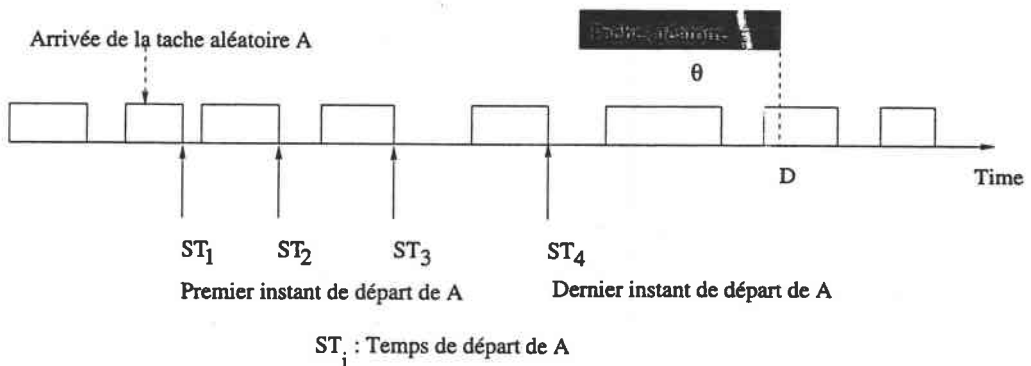 Arrivée de la tache aléatoire A
θ
D
Time
ST1
ST2
ST3
ST4
Premier instant de départ de A
Dernier instant de départ de A
STi : Temps de départ de A